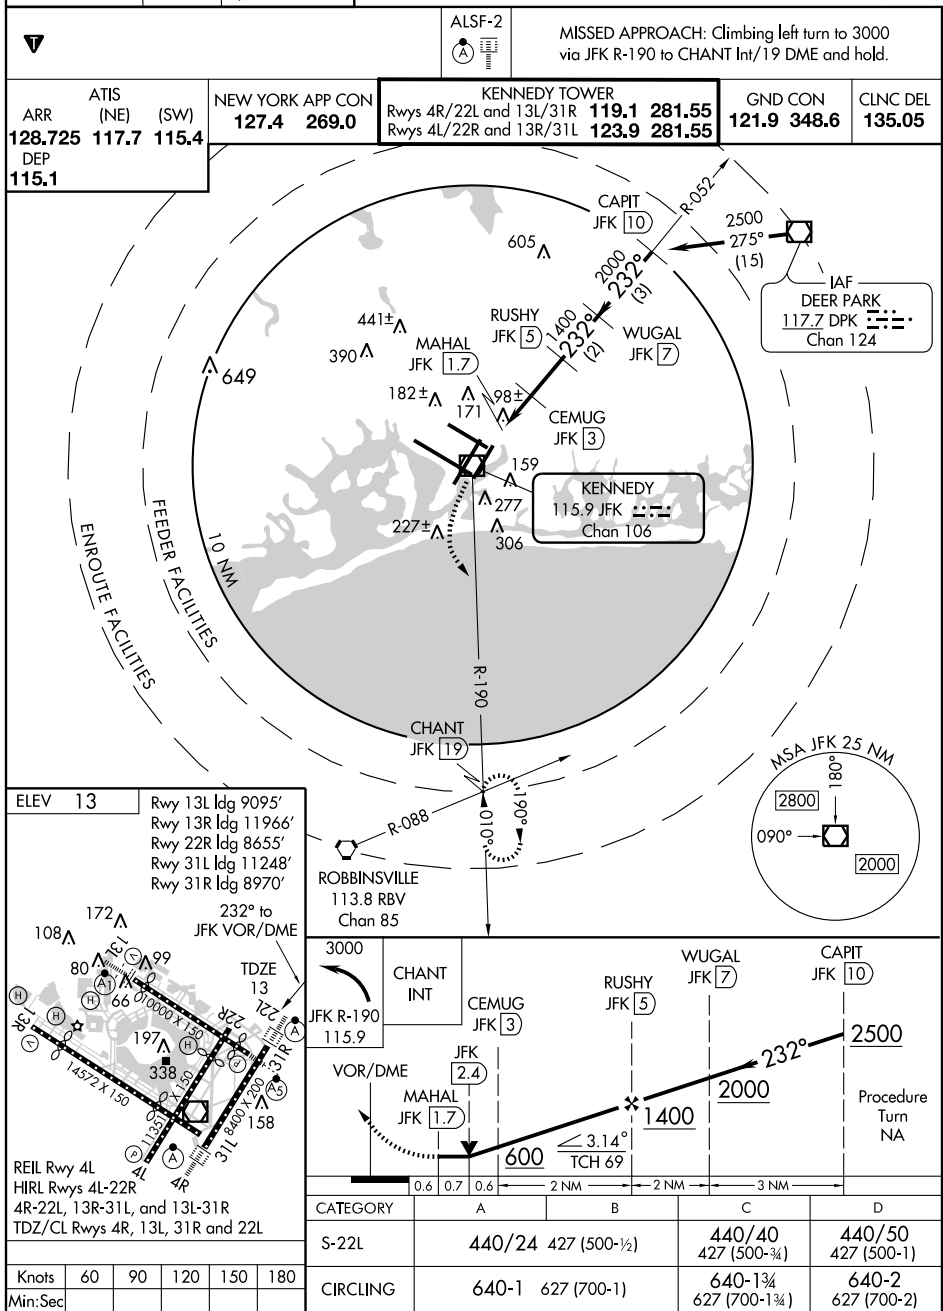 ALSF-2
A
T
MISSED APPROACH: Climbing left turn to 3000
via JFK R-190 to CHANT Int/19 DME and hold.
ATIS
ARR (NE) (SW)
128.725 117.7 115.4
DEP
115.1
NEW YORK APP CON
127.4 269.0
KENNEDY TOWER
Rwys 4R/22L and 13L/31R 119.1 281.55
Rwys 4L/22R and 13R/31L 123.9 281.55
GND CON
121.9 348.6
CLNC DEL
135.05
R-052
CAPIT
JFK 10
2500
275°
(15)
IAF
DEER PARK
117.7 DPK
Chan 124
605
2000
232°
(3)
RUSHY
JFK 5
1400
232°
(2)
WUGAL
JFK 7
441±
390
MAHAL
JFK 1.7
649
182±
171
98±
CEMUG
JFK 3
159
KENNEDY
115.9 JFK
Chan 106
277
227±
306
10 NM
FEEDER FACILITIES
ENROUTE FACILITIES
R-190
CHANT
JFK 19
190°
010°
R-088
ROBBINSVILLE
113.8 RBV
Chan 85
MSA JFK 25 NM
180°
2800
090°
2000
ELEV 13
Rwy 13L ldg 9095’
Rwy 13R ldg 11966’
Rwy 22R ldg 8655’
Rwy 31L ldg 11248’
Rwy 31R ldg 8970’
232° to
JFK VOR/DME
172
108
80
99
66
A1
13L
TDZE
13
22L
22R
10000 X 150
13R
H
V
H
H
V
197
338
14572 X 150
11351 X 150
8400 X 200
31R
A
A5
P
158
P
4L
A
4R
31L
REIL Rwy 4L
HIRL Rwys 4L-22R
4R-22L, 13R-31L, and 13L-31R
TDZ/CL Rwys 4R, 13L, 31R and 22L
Knots 60 90 120 150 180
Min:Sec
3000
JFK R-190
115.9
CHANT
INT
CEMUG
JFK 3
RUSHY
JFK 5
WUGAL
JFK 7
CAPIT
JFK 10
VOR/DME
JFK
2.4
MAHAL
JFK 1.7
232°
2500
2000
1400
600
3.14°
TCH 69
Procedure
Turn
NA
0.6 0.7 0.6 2 NM 2 NM 3 NM
CATEGORY A B C D
S-22L 440/24 427 (500-½) 440/40 427 (500-¾) 440/50 427 (500-1)
CIRCLING 640-1 627 (700-1) 640-1¾ 627 (700-1¾) 640-2 627 (700-2)